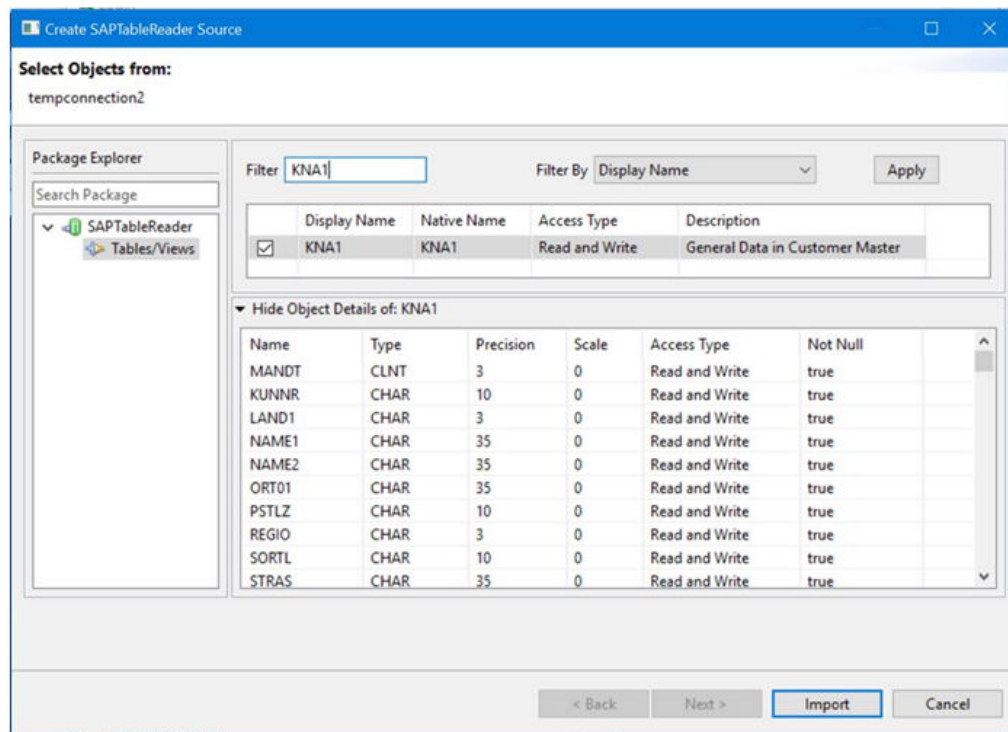 Create SAPTableReader Source
Select Objects from:
tempconnection2
Package Explorer
Search Package
SAPTableReader
Tables/Views
Filter KNA1 Filter By Display Name Apply
Display Name Native Name Access Type Description
KNA1 KNA1 Read and Write General Data in Customer Master
Hide Object Details of: KNA1
Name Type Precision Scale Access Type Not Null
MANDT CLNT 3 0 Read and Write true
KUNNR CHAR 10 0 Read and Write true
LAND1 CHAR 3 0 Read and Write true
NAME1 CHAR 35 0 Read and Write true
NAME2 CHAR 35 0 Read and Write true
ORT01 CHAR 35 0 Read and Write true
PSTLZ CHAR 10 0 Read and Write true
REGIO CHAR 3 0 Read and Write true
SORTL CHAR 10 0 Read and Write true
STRAS CHAR 35 0 Read and Write true
< Back Next > Import Cancel